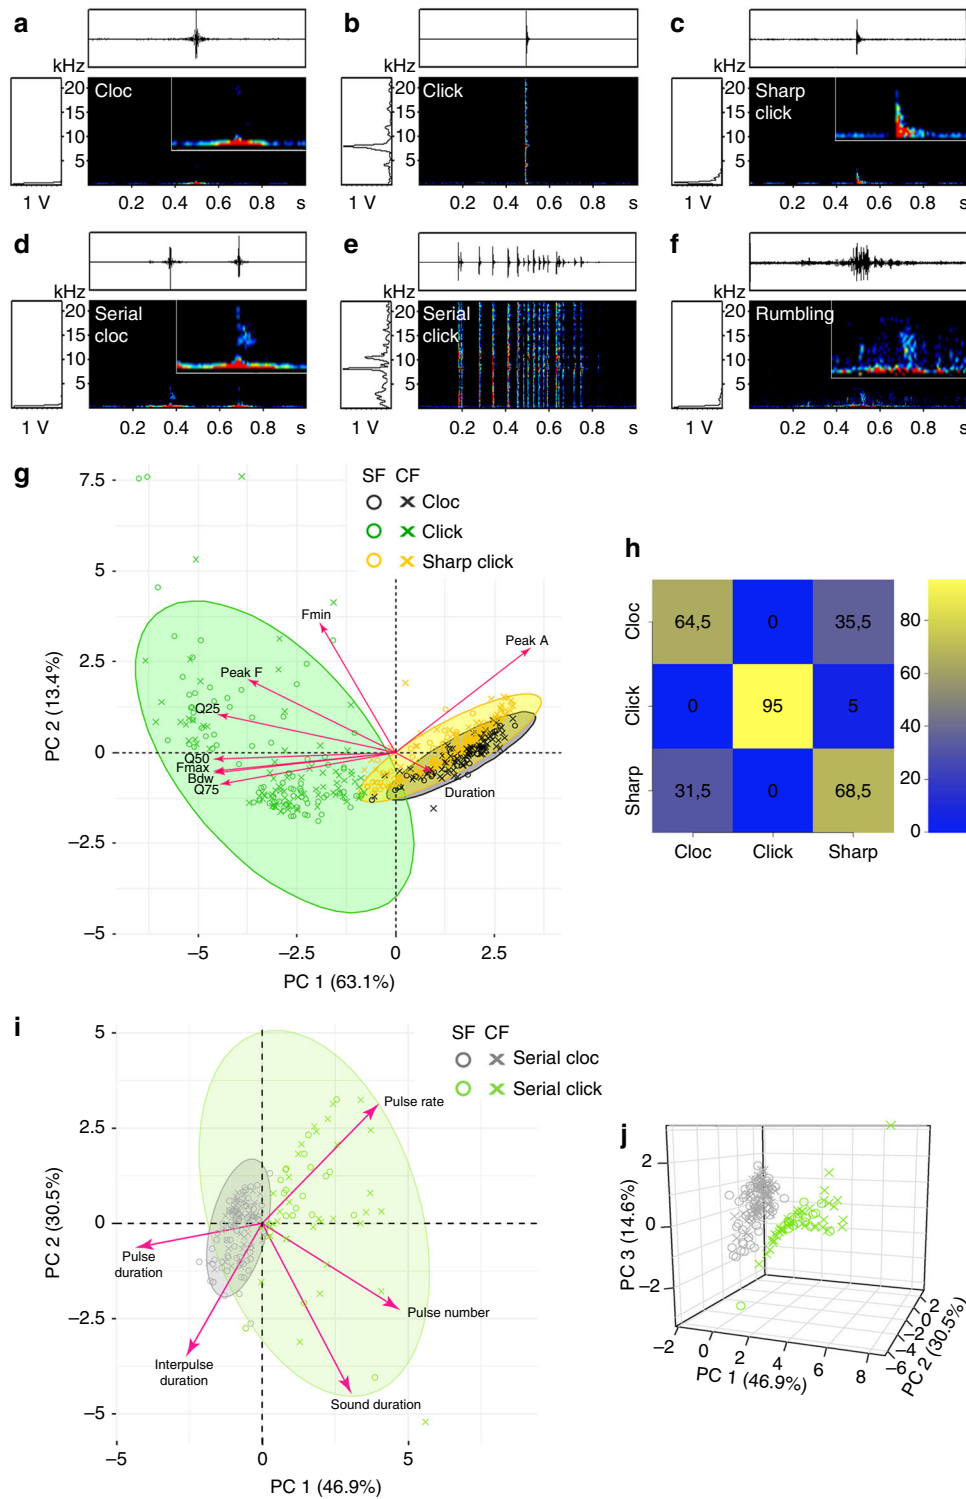 a
b
c
kHz
kHz
kHz
Cloc
Click
Sharp
click
20
15
10
5
20
15
10
5
20
15
10
5
1 V
0.2 0.4 0.6 0.8 s
1 V
0.2 0.4 0.6 0.8 s
1 V
0.2 0.4 0.6 0.8 s
d
e
f
kHz
kHz
kHz
Serial
cloc
Serial
click
Rumbling
20
15
10
5
20
15
10
5
20
15
10
5
1 V
0.2 0.4 0.6 0.8 s
1 V
0.2 0.4 0.6 0.8 s
1 V
0.2 0.4 0.6 0.8 s
g
SF CF
Cloc
Click
Sharp click
7.5
5
2.5
0
−2.5
−5
PC 2 (13.4%)
Fmin
Peak A
Peak F
Q25
Q50
Fmax
Bdw
Q75
Duration
−5 −2.5 0 2.5
PC 1 (63.1%)
h
Cloc
Click
Sharp
64,5 0 35,5
0 95 5
31,5 0 68,5
Cloc Click Sharp
80
60
40
20
0
i
SF CF
Serial cloc
Serial click
5
2.5
0
−2.5
−5
PC 2 (30.5%)
Pulse rate
Pulse
duration
Pulse number
Interpulse
duration
Sound duration
−5 0 5
PC 1 (46.9%)
j
2
0
−2
PC 3 (14.6%)
−2 0 2 4 6 8
PC 1 (46.9%)
2
0
−2
−4
−6
PC 2 (30.5%)